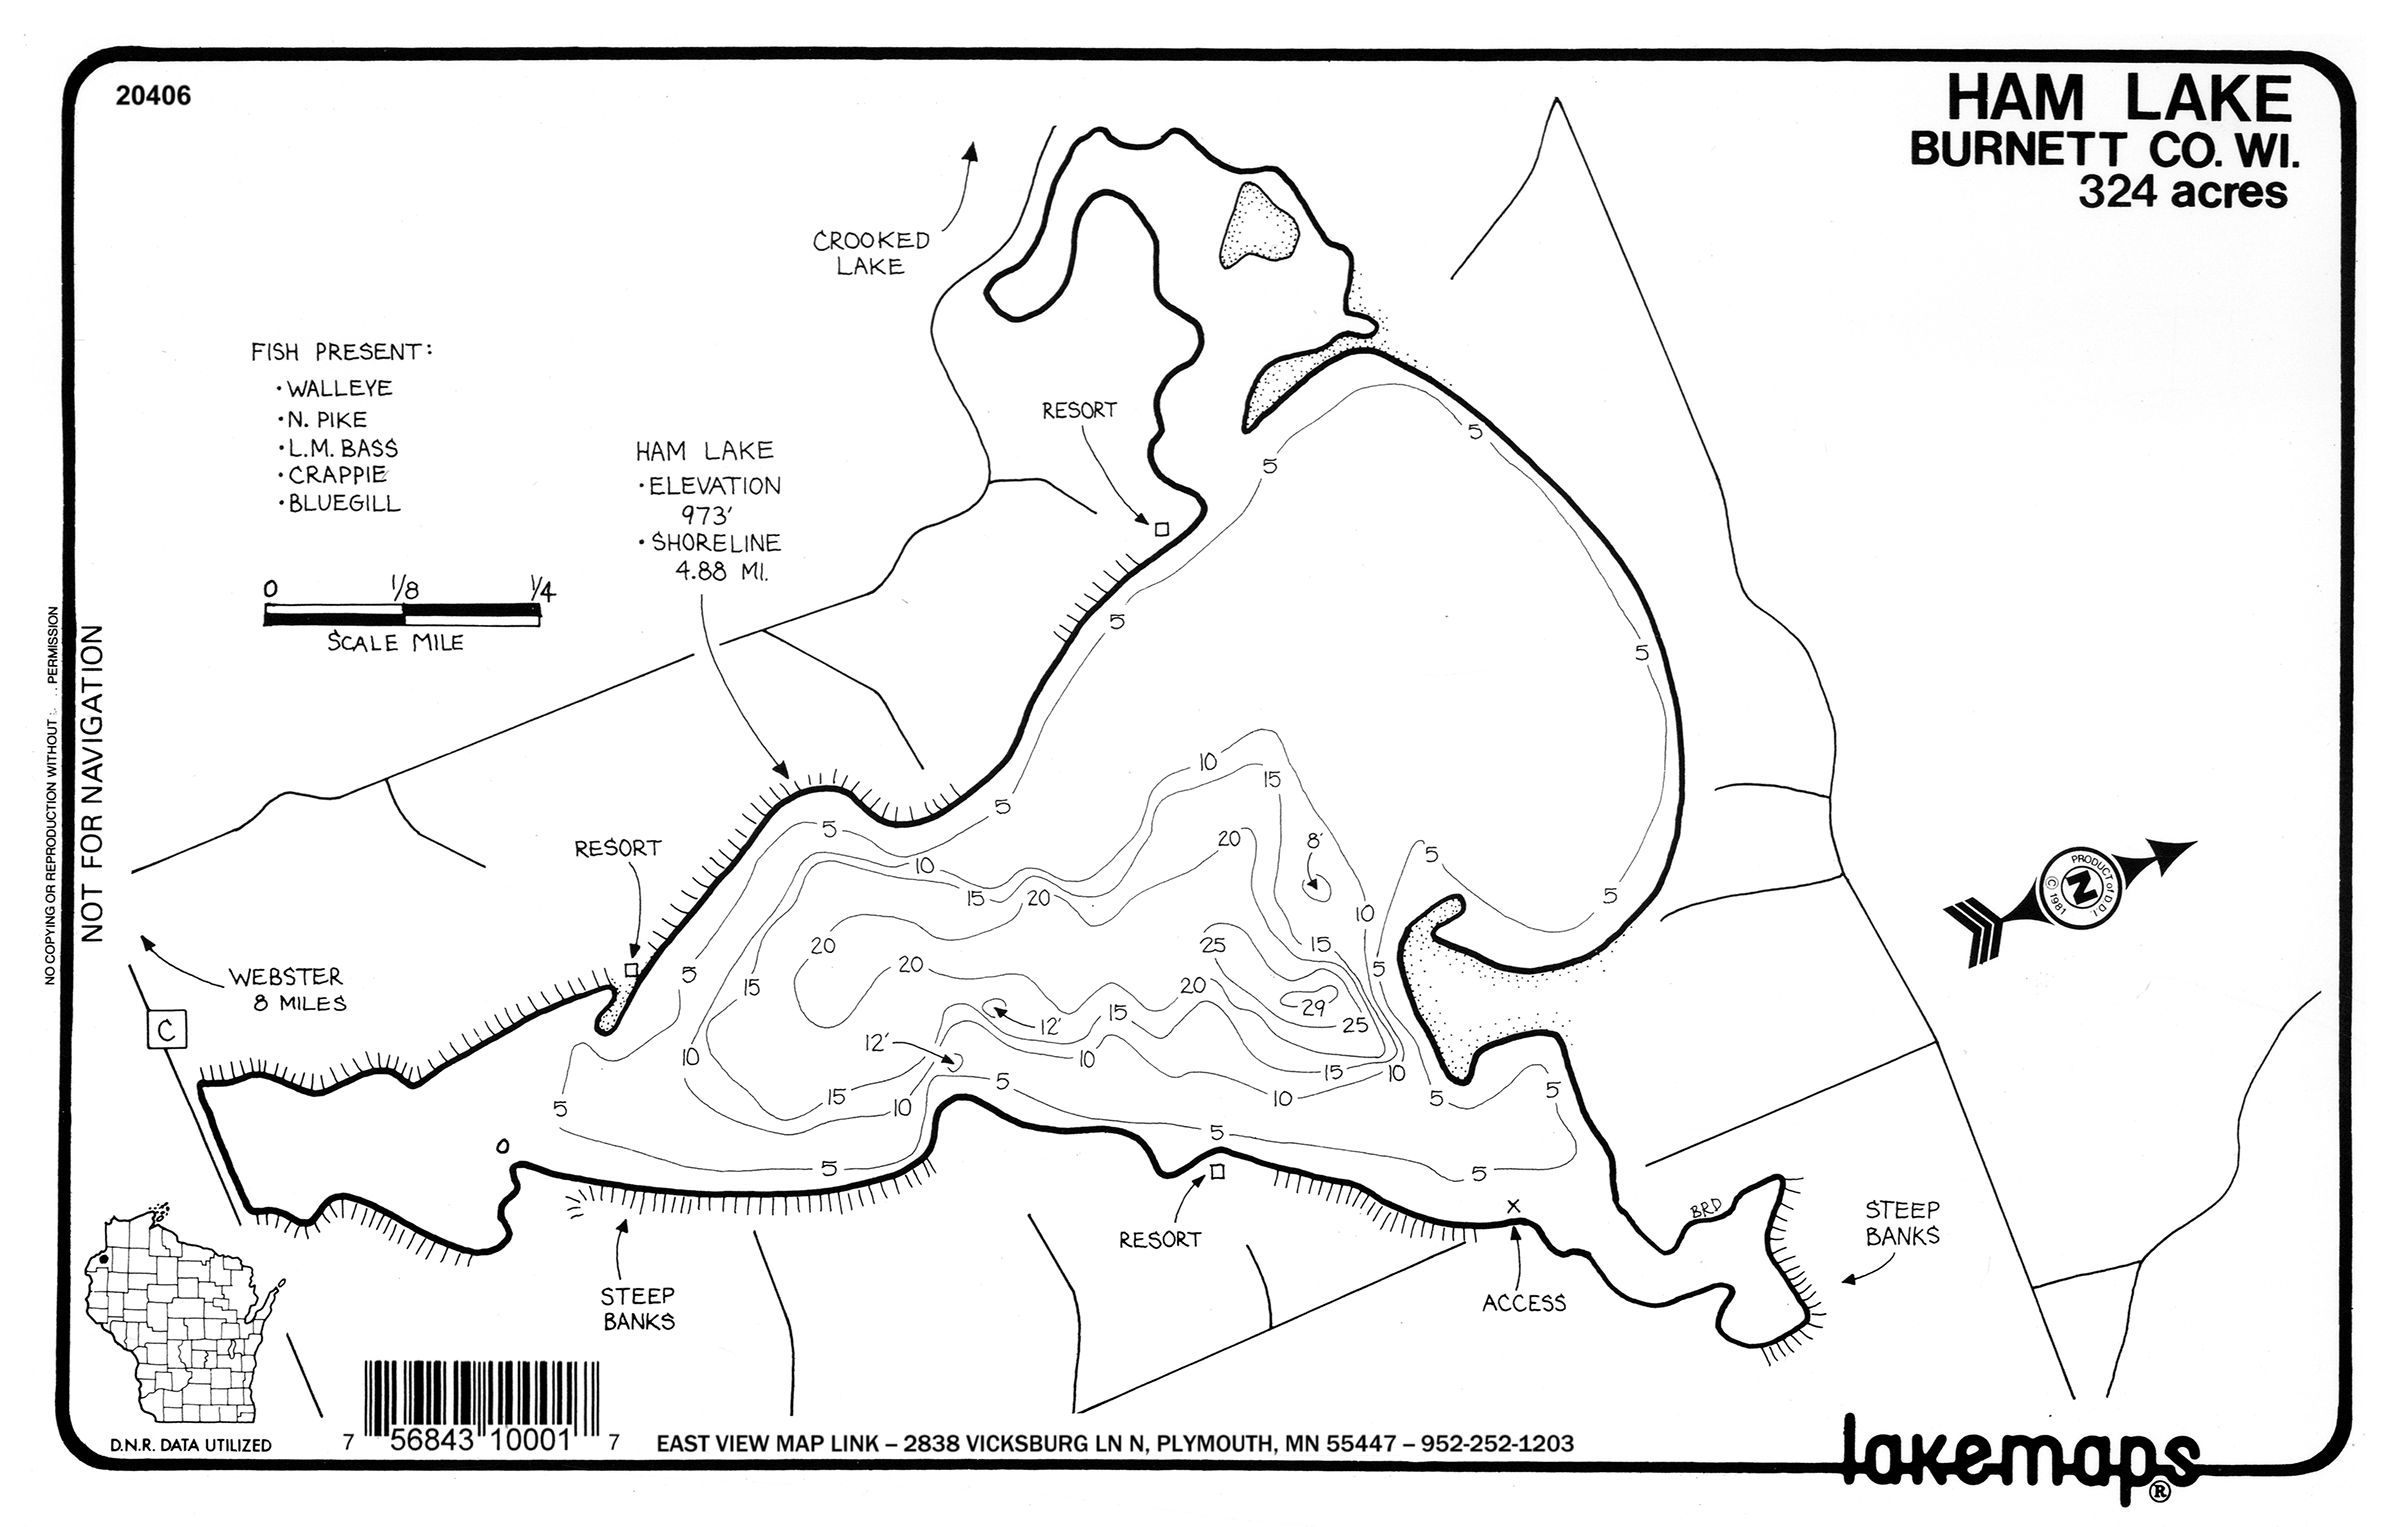 20406
HAM LAKE
BURNETT CO. WI.
324 acres
CROOKED
LAKE
FISH PRESENT:
• WALLEYE
• N. PIKE
• L.M. BASS
• CRAPPIE
• BLUEGILL
RESORT
HAM LAKE
• ELEVATION
973'
• SHORELINE
4.88 MI.
0 1/8 1/4
SCALE MILE
NO COPYING OR REPRODUCTION WITHOUT PERMISSION
NOT FOR NAVIGATION
5
5
5
5
10
15
5
5
20
8'
5
RESORT
10
15
20
5
10
25
15
20
20
5
5
15
20
29
25
12'
15
12'
10
10
15
10
5
15
10
10
5
5
5
5
5
5
PRODUCT of D.D.I.
© 1981
N
WEBSTER
8 MILES
C
X
BRD
STEEP
BANKS
RESORT
STEEP
BANKS
ACCESS
D.N.R. DATA UTILIZED
7 56843 10001 7
EAST VIEW MAP LINK – 2838 VICKSBURG LN N, PLYMOUTH, MN 55447 – 952-252-1203
lakemaps®